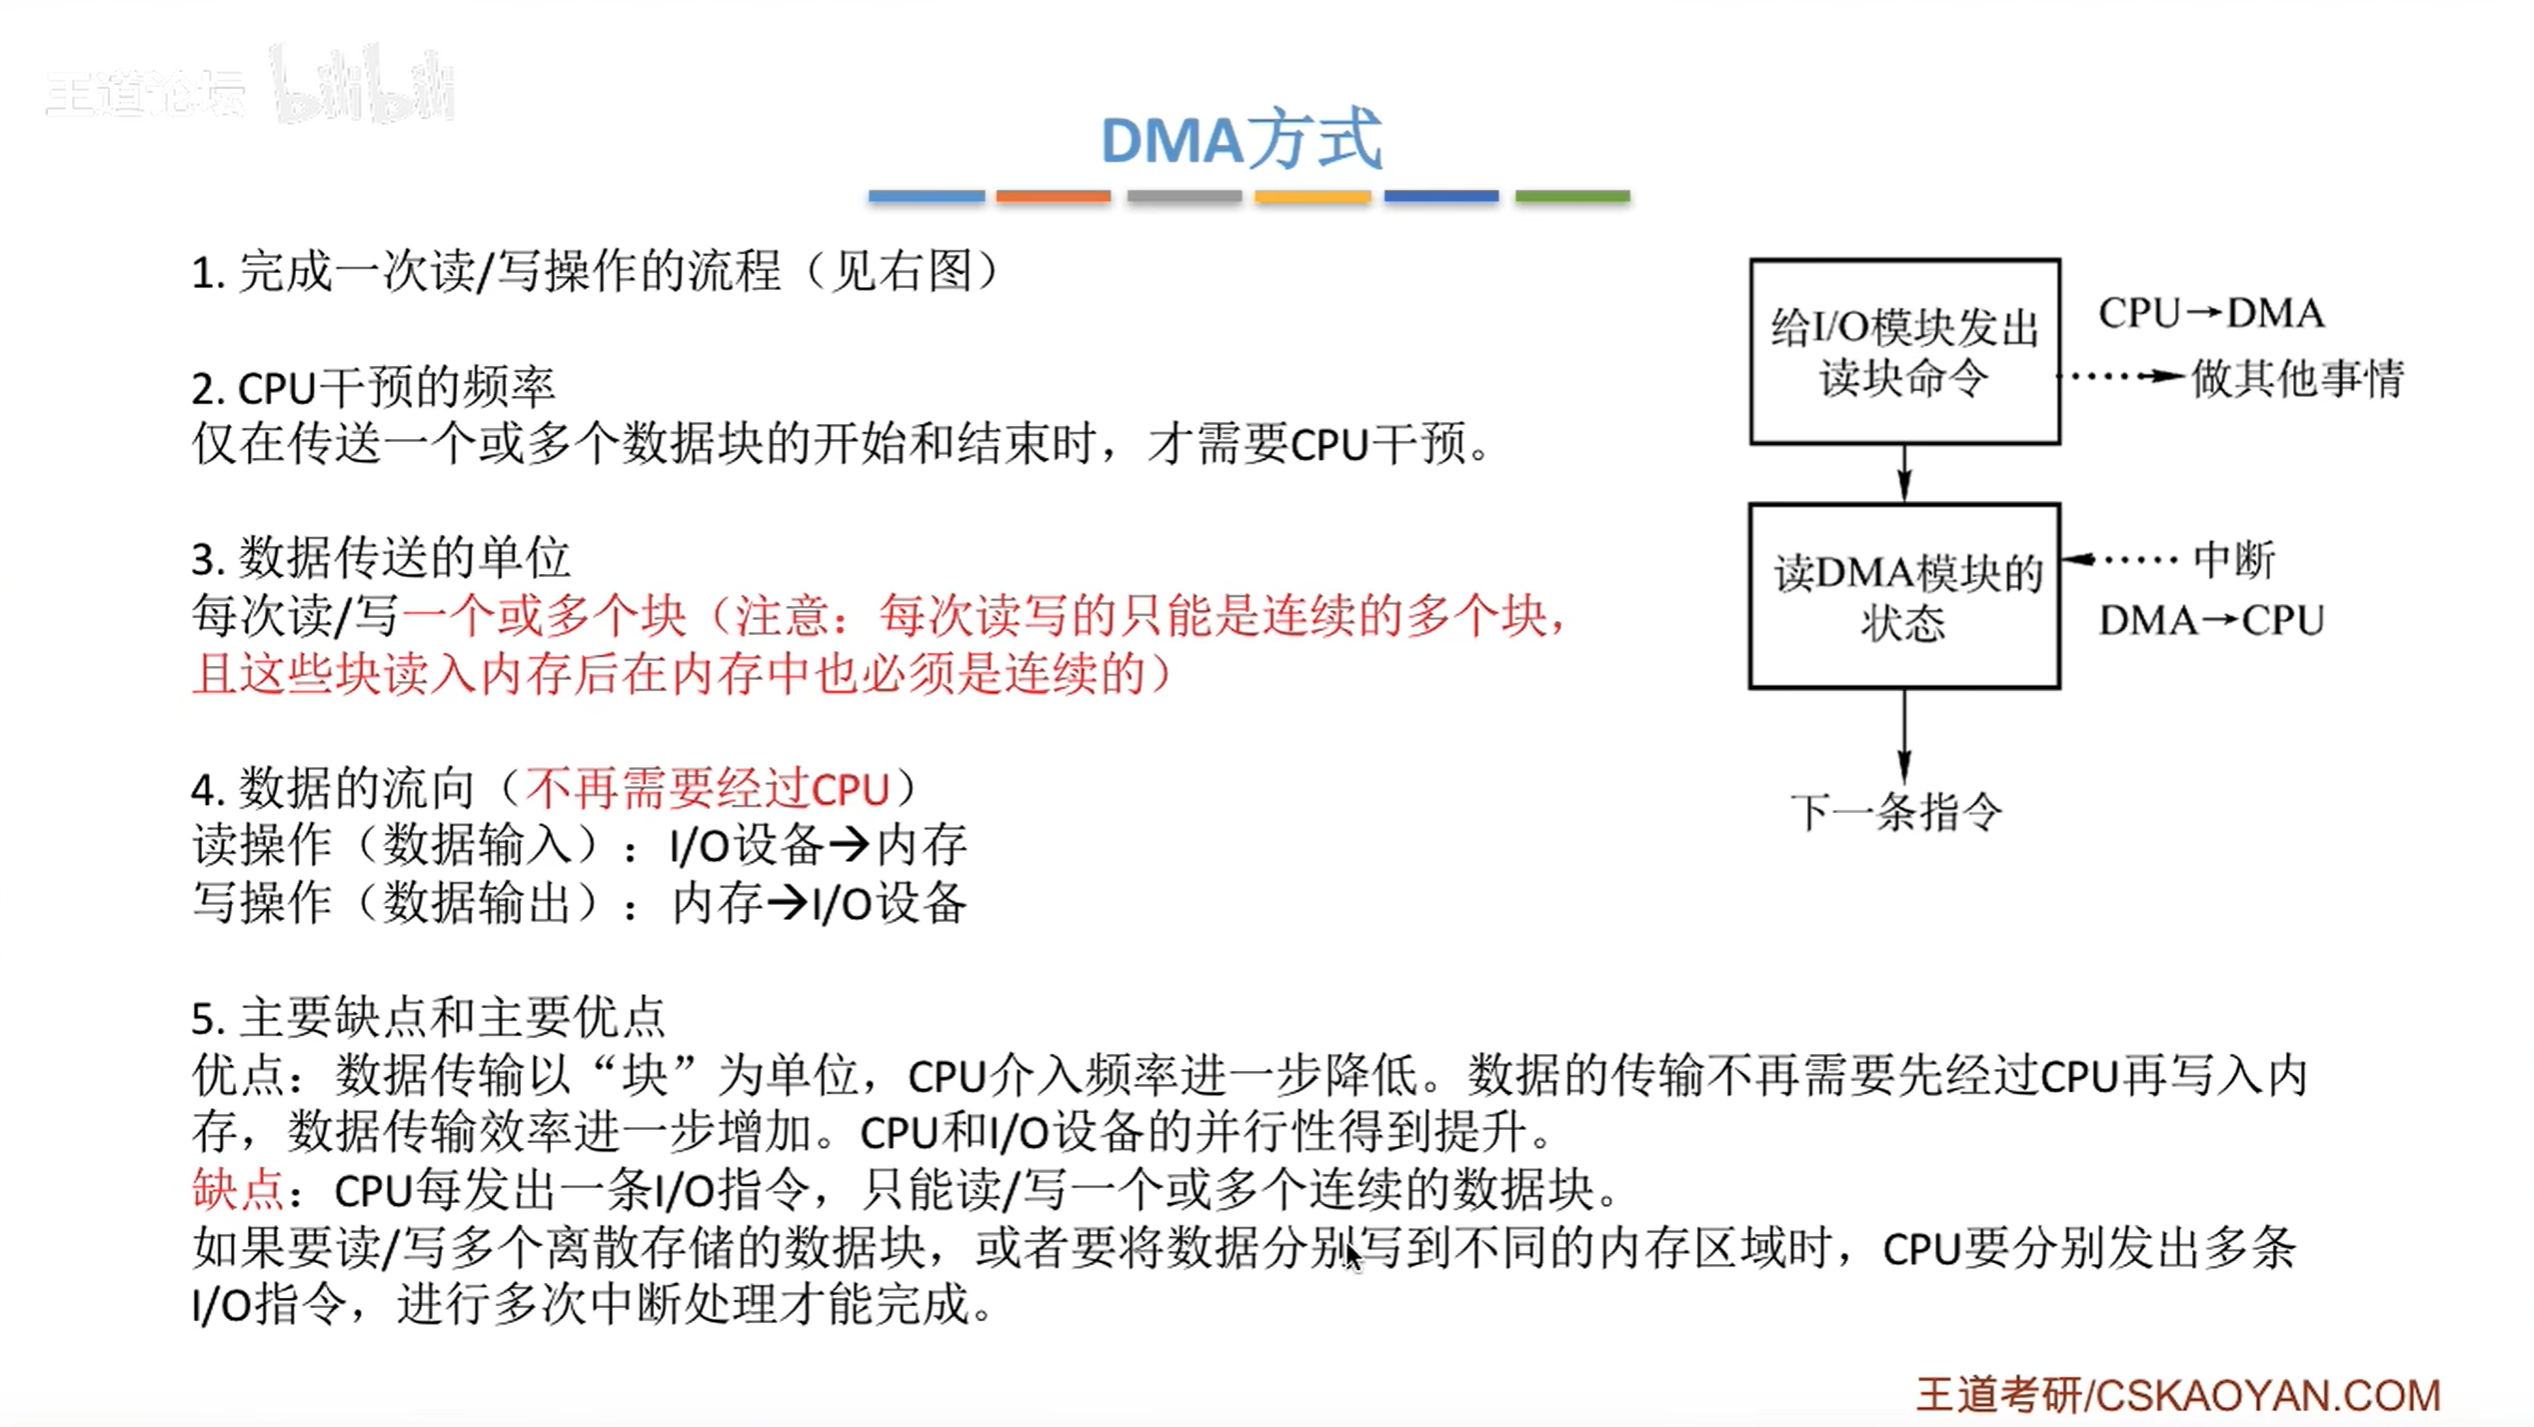 王道论坛 bilibili
DMA方式
1. 完成一次读/写操作的流程（见右图）
2. CPU干预的频率
仅在传送一个或多个数据块的开始和结束时，才需要CPU干预。
3. 数据传送的单位
每次读/写一个或多个块（注意：每次读写的只能是连续的多个块，
且这些块读入内存后在内存中也必须是连续的）
4. 数据的流向（不再需要经过CPU）
读操作（数据输入）：I/O设备→内存
写操作（数据输出）：内存→I/O设备
5. 主要缺点和主要优点
优点：数据传输以“块”为单位，CPU介入频率进一步降低。数据的传输不再需要先经过CPU再写入内
存，数据传输效率进一步增加。CPU和I/O设备的并行性得到提升。
缺点：CPU每发出一条I/O指令，只能读/写一个或多个连续的数据块。
如果要读/写多个离散存储的数据块，或者要将数据分别写到不同的内存区域时，CPU要分别发出多条
I/O指令，进行多次中断处理才能完成。
给I/O模块发出
读块命令
CPU→DMA
做其他事情
读DMA模块的
状态
中断
DMA→CPU
下一条指令
王道考研/CSKAOYAN.COM